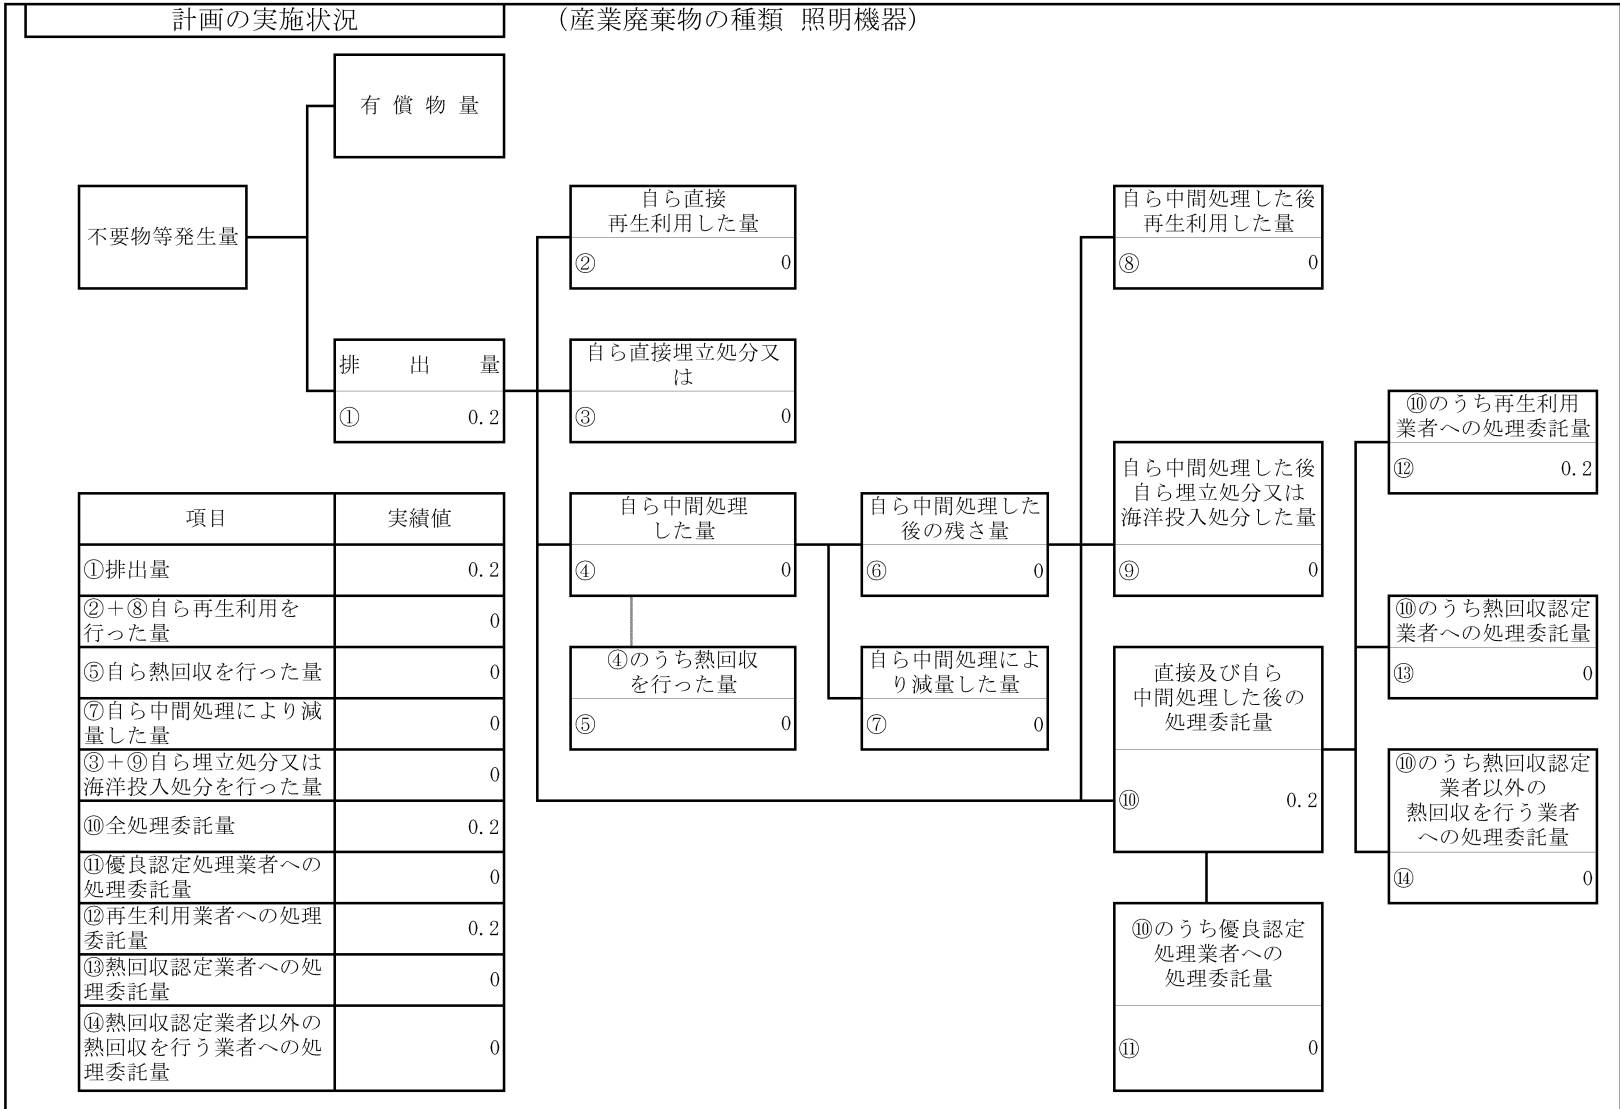 計画の実施状況
（産業廃棄物の種類 照明機器）
有 償 物 量
不要物等発生量
自ら直接
再生利用した量
② 0
自ら中間処理した後
再生利用した量
⑧ 0
排 出 量
① 0.2
自ら直接埋立処分又
は
③ 0
⑩のうち再生利用
業者への処理委託量
⑫ 0.2
自ら中間処理
した量
④ 0
自ら中間処理した
後の残さ量
⑥ 0
自ら中間処理した後
自ら埋立処分又は
海洋投入処分した量
⑨ 0
⑩のうち熱回収認定
業者への処理委託量
⑬ 0
④のうち熱回収
を行った量
⑤ 0
自ら中間処理によ
り減量した量
⑦ 0
直接及び自ら
中間処理した後の
処理委託量
⑩ 0.2
⑩のうち熱回収認定
業者以外の
熱回収を行う業者
への処理委託量
⑭ 0
⑩のうち優良認定
処理業者への
処理委託量
⑪ 0
項目 実績値
①排出量 0.2
②＋⑧自ら再生利用を
行った量 0
⑤自ら熱回収を行った量 0
⑦自ら中間処理により減
量した量 0
③＋⑨自ら埋立処分又は
海洋投入処分を行った量 0
⑩全処理委託量 0.2
⑪優良認定処理業者への
処理委託量 0
⑫再生利用業者への処理
委託量 0.2
⑬熱回収認定業者への処
理委託量 0
⑭熱回収認定業者以外の
熱回収を行う業者への処
理委託量 0